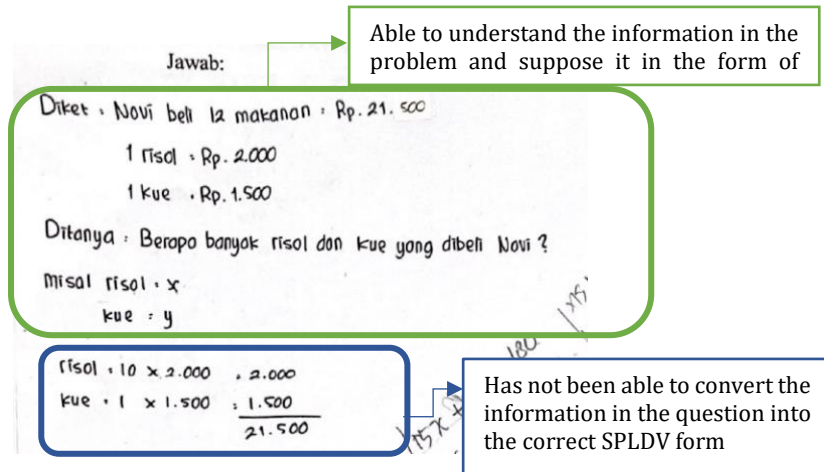 Able to understand the information in the
problem and suppose it in the form of
Jawab:
Diket : Novi beli 12 makanan : Rp. 21. 500
1 risol : Rp. 2.000
1 kue : Rp. 1.500
Ditanya : Berapa banyak risol dan kue yang dibeli Novi ?
misal risol : x
kue : y
risol : 10 x 2.000 : 2.000
kue : 1 x 1.500 : 1.500
21.500
Has not been able to convert the
information in the question into
the correct SPLDV form
180